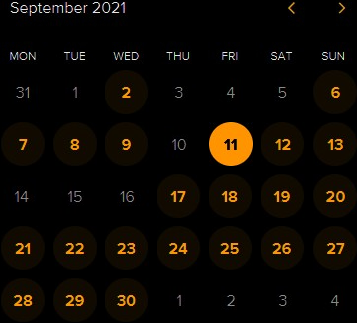 September 2021 < >
MON TUE WED THU FRI SAT SUN
31 1 2 3 4 5 6
7 8 9 10 11 12 13
14 15 16 17 18 19 20
21 22 23 24 25 26 27
28 29 30 1 2 3 4